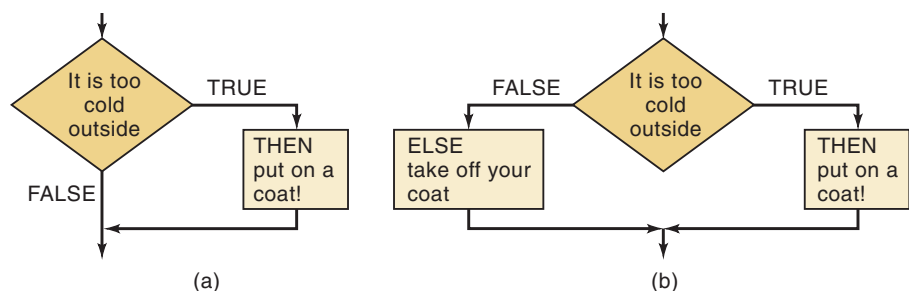 It is too
cold
outside
TRUE
THEN
put on a
coat!
FALSE
(a)
It is too
cold
outside
FALSE
TRUE
ELSE
take off your
coat
THEN
put on a
coat!
(b)